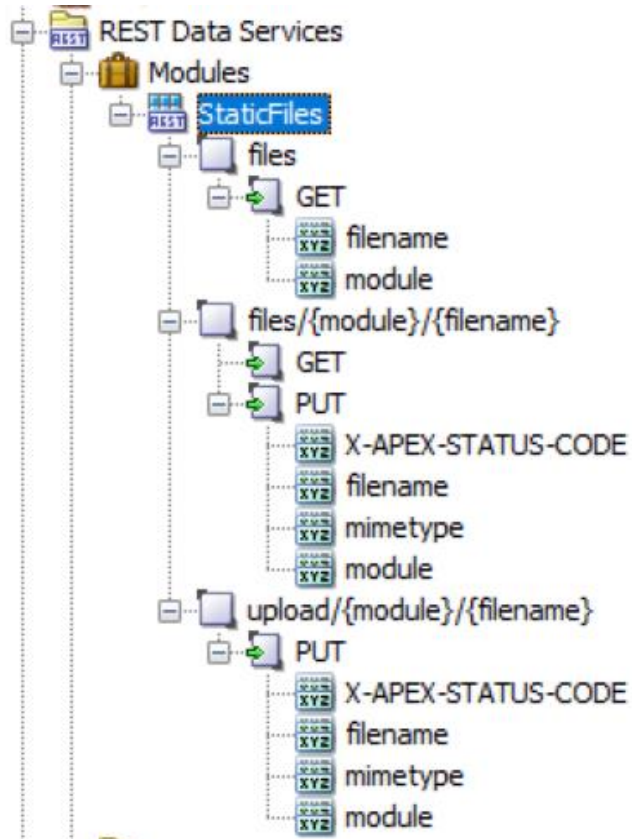 REST Data Services
Modules
StaticFiles
files
GET
filename
module
files/{module}/{filename}
GET
PUT
X-APEX-STATUS-CODE
filename
mimetype
module
upload/{module}/{filename}
PUT
X-APEX-STATUS-CODE
filename
mimetype
module